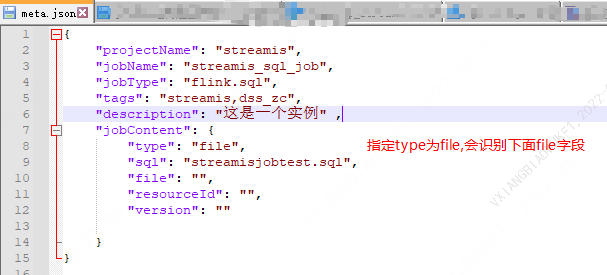 meta.json
1 {
2 "projectName": "streamis",
3 "jobName": "streamis_sql_job",
4 "jobType": "flink.sql",
5 "tags": "streamis,dss_zc",
6 "description": "这是一个实例" ,
7 "jobContent": {
8 "type": "file",
9 "sql": "streamisjobtest.sql",
10 "file": "",
11 "resourceId": "",
12 "version": ""
13
14 }
15 }
16
指定type为file,会识别下面file字段